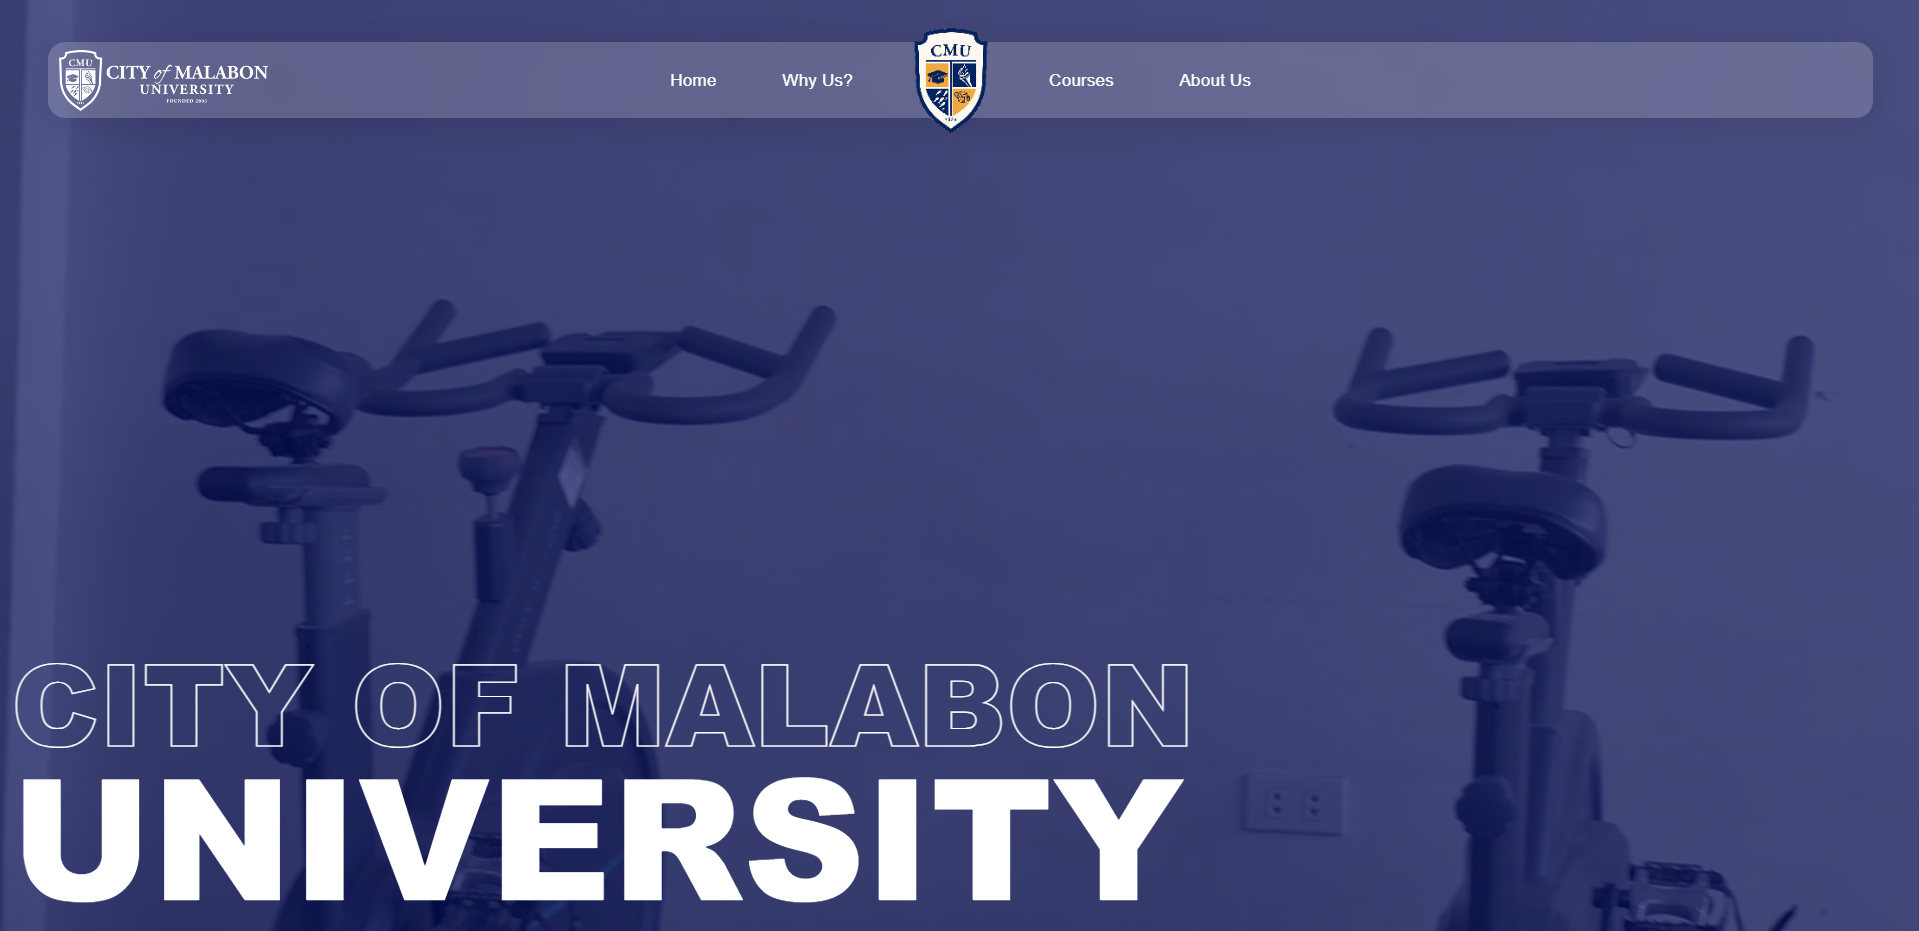 CMU
CITY of MALABON
UNIVERSITY
FOUNDED 2003
Home
Why Us?
CMU
Courses
About Us
CITY OF MALABON
UNIVERSITY